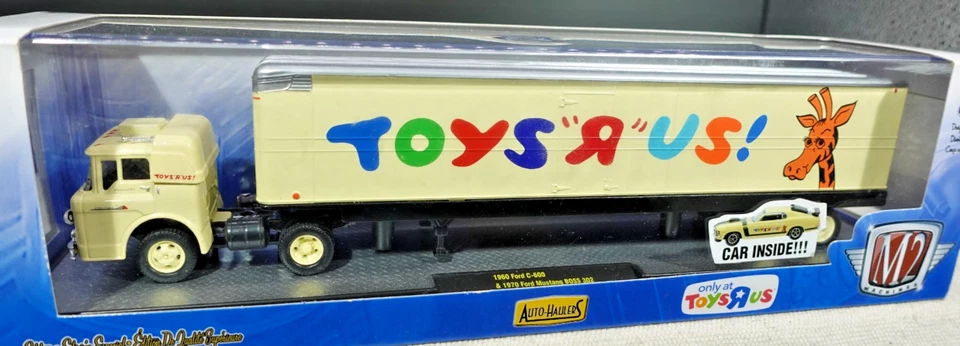 TOYS "R" US!
TOYS R US!
TOYS R US!
CAR INSIDE!!!
1960 Ford C-600
& 1970 Ford Mustang BOSS 302
AUTO-HAULERS
only at
ToysRUs
M2
MACHINES